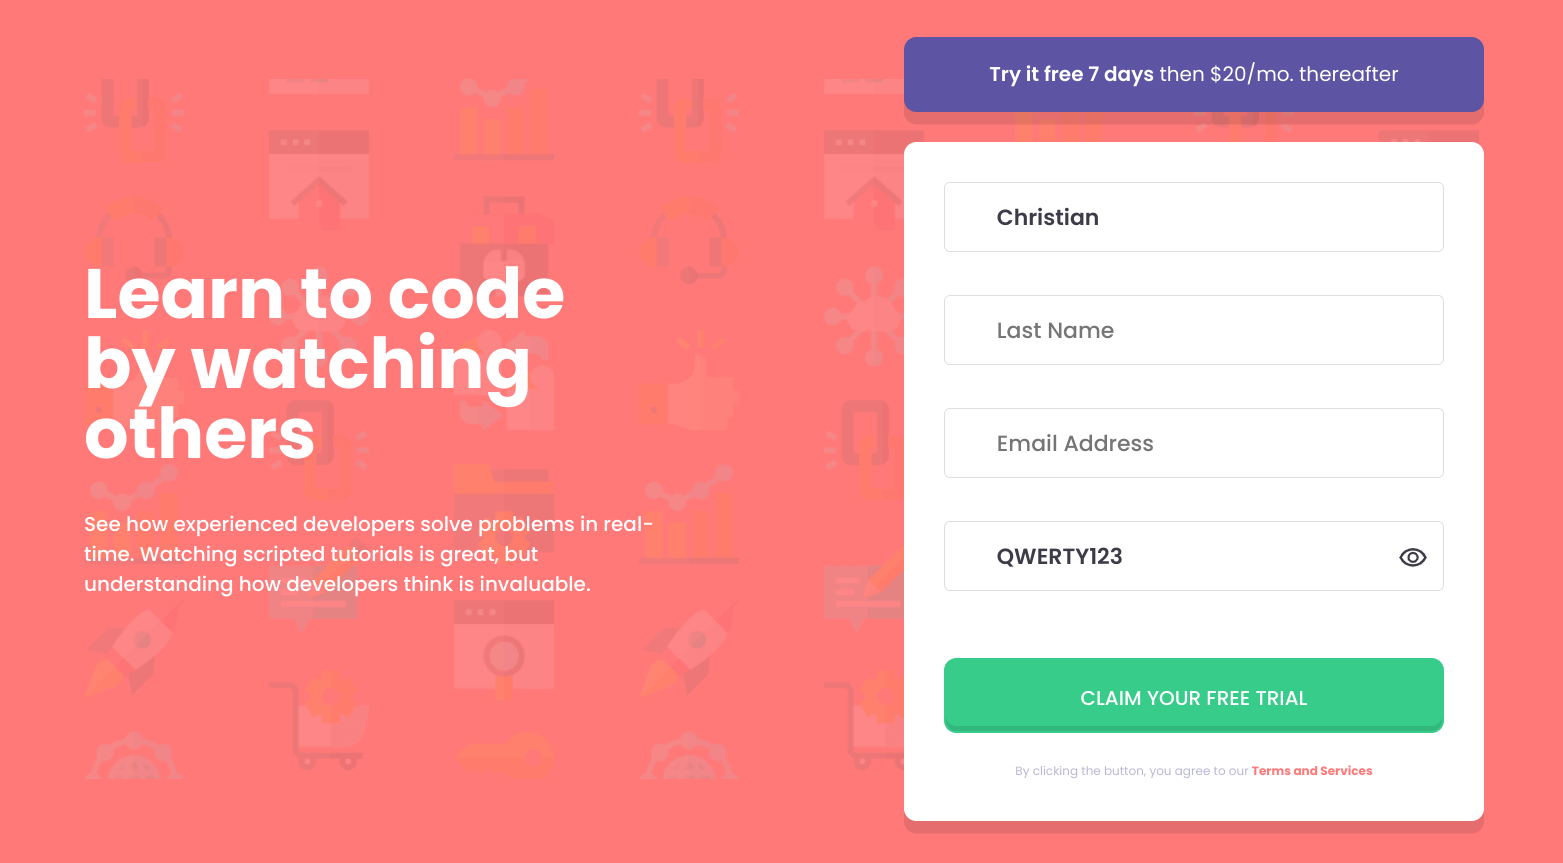 Learn to code
by watching
others
See how experienced developers solve problems in real-
time. Watching scripted tutorials is great, but
understanding how developers think is invaluable.
Try it free 7 days then $20/mo. thereafter
Christian
Last Name
Email Address
QWERTY123
CLAIM YOUR FREE TRIAL
By clicking the button, you agree to our Terms and Services